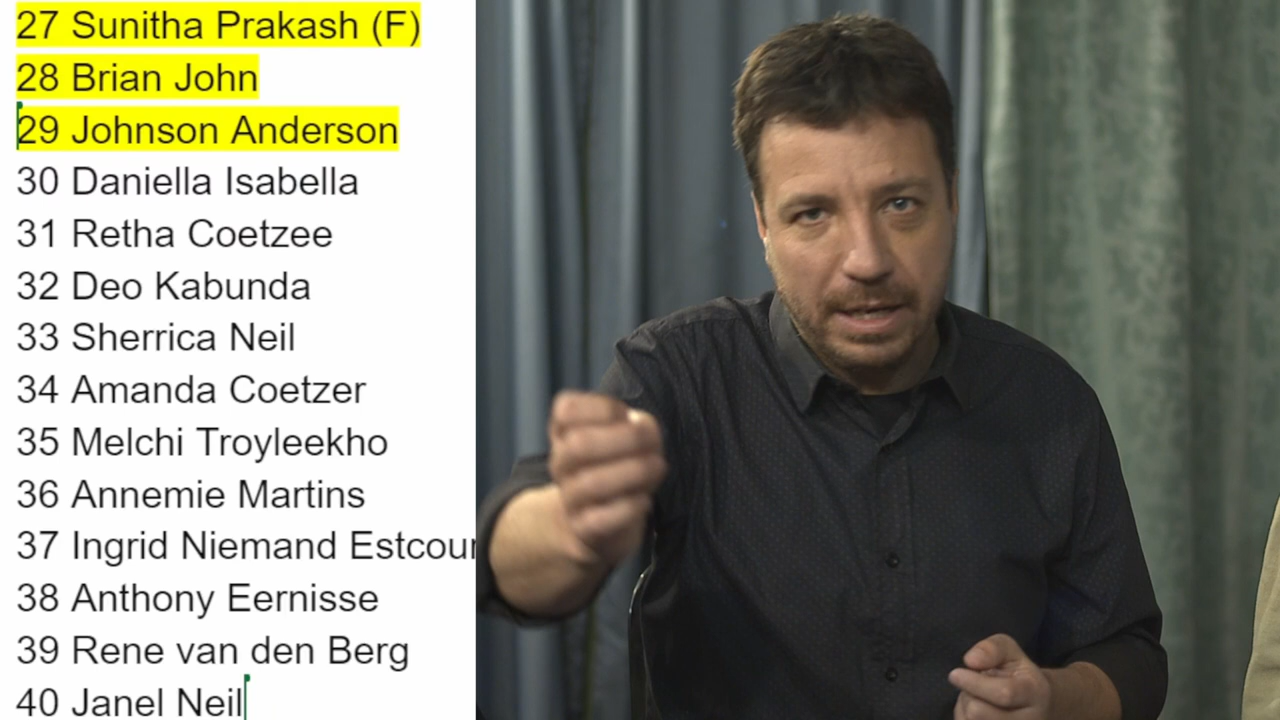 27 Sunitha Prakash (F)
28 Brian John
29 Johnson Anderson
30 Daniella Isabella
31 Retha Coetzee
32 Deo Kabunda
33 Sherrica Neil
34 Amanda Coetzer
35 Melchi Troyleekho
36 Annemie Martins
37 Ingrid Niemand
38 Anthony Eernisse
39 Rene van den Berg
40 Janel Neil